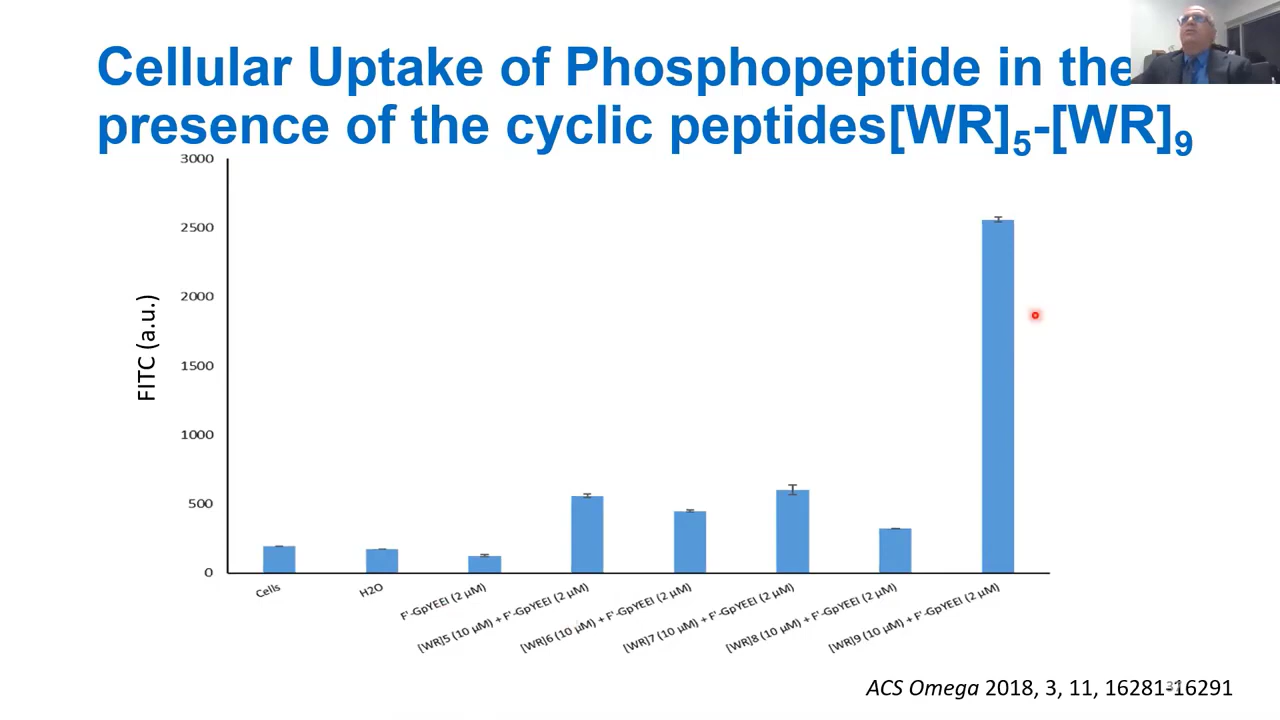 Cellular Uptake of Phosphopeptide in the
presence of the cyclic peptides[WR]5-[WR]9
3000
2500
2000
1500
1000
500
0
FITC (a.u.)
Cells
H2O
F'-GpYEEI (2 µM)
[WR]5 (10 µM) + F'-GpYEEI (2 µM)
[WR]6 (10 µM) + F'-GpYEEI (2 µM)
[WR]7 (10 µM) + F'-GpYEEI (2 µM)
[WR]8 (10 µM) + F'-GpYEEI (2 µM)
[WR]9 (10 µM) + F'-GpYEEI (2 µM)
ACS Omega 2018, 3, 11, 16281-16291